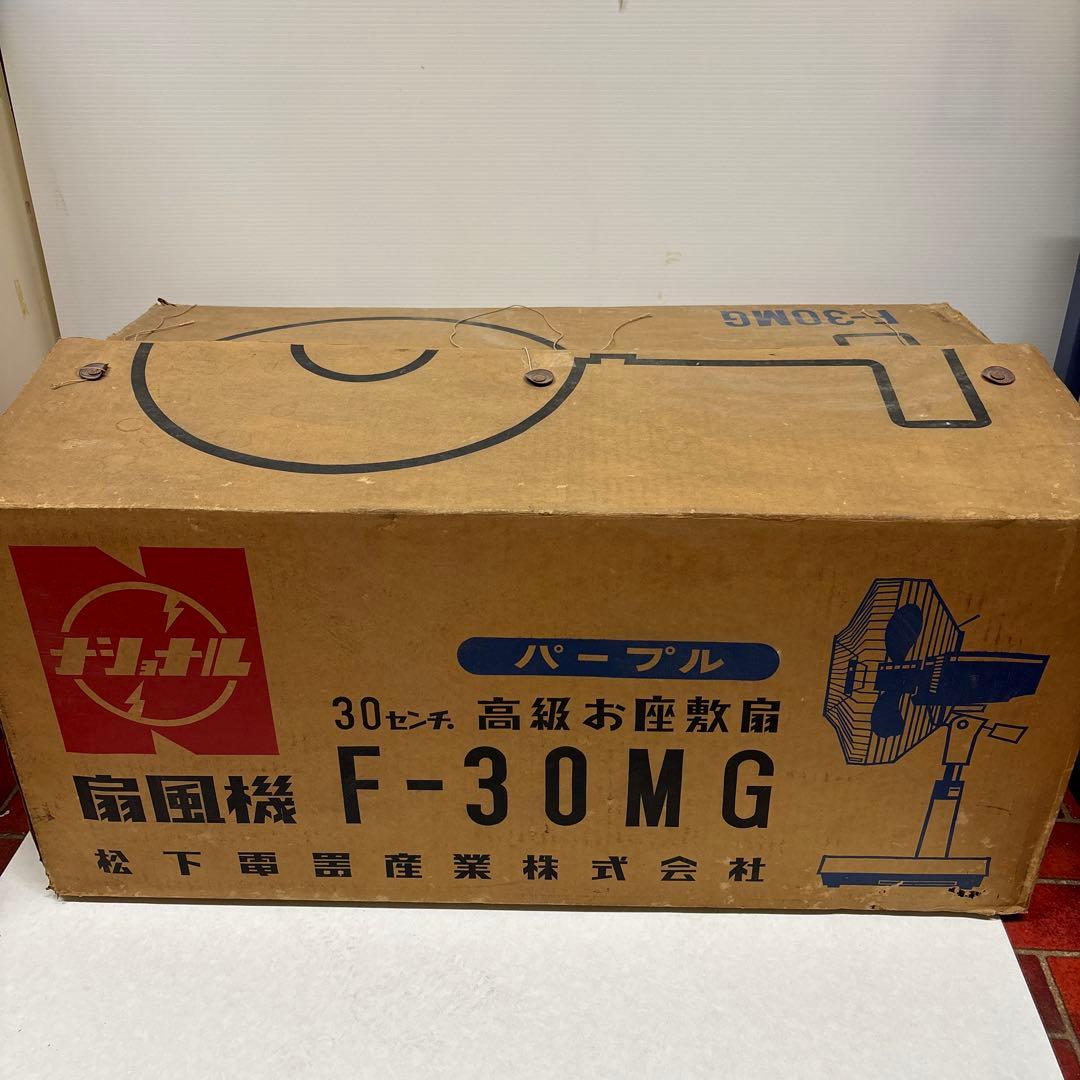 F-30MG
ナショナル
パープル
30センチ. 高級お座敷扇
扇風機 F-30MG
松下電器産業株式会社